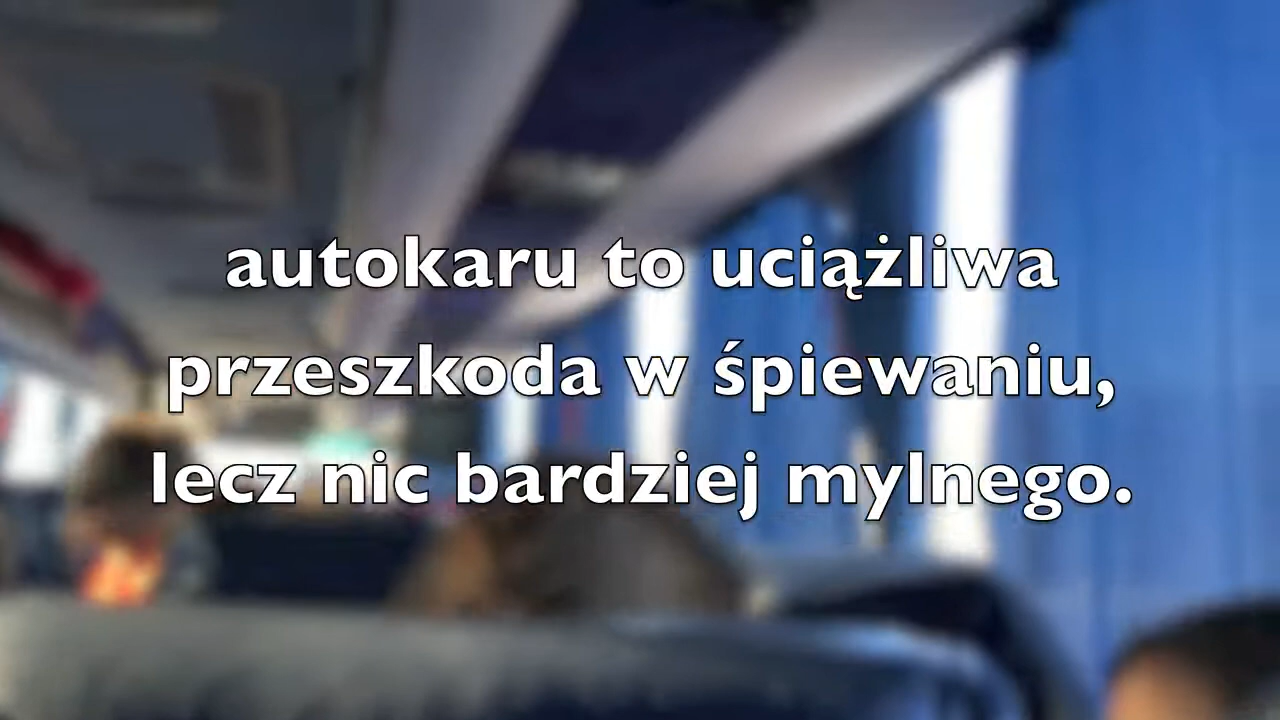 autokaru to uciążliwa
przeszkoda w śpiewaniu,
lecz nic bardziej mylnego.